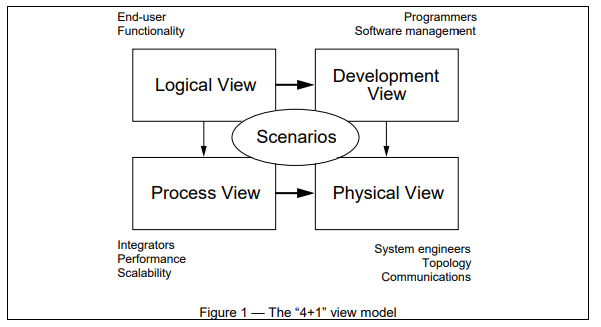 End-user
Functionality
Programmers
Software management
Logical View
Development
View
Scenarios
Process View
Physical View
Integrators
Performance
Scalability
System engineers
Topology
Communications
Figure 1 — The “4+1” view model